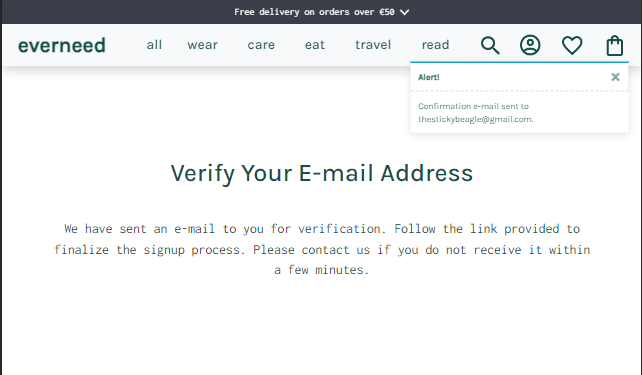 Free delivery on orders over €50
everneed
all wear care eat travel read
Alert!
Confirmation e-mail sent to
thestickybeagle@gmail.com.
Verify Your E-mail Address
We have sent an e-mail to you for verification. Follow the link provided to
finalize the signup process. Please contact us if you do not receive it within
a few minutes.